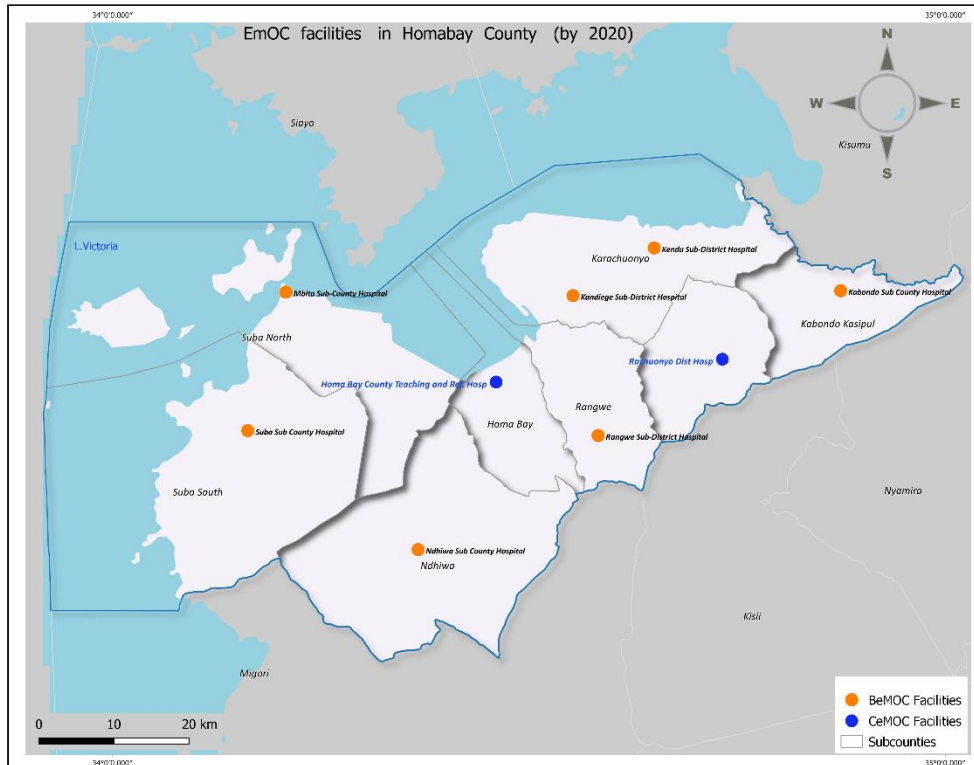 34°0′0.000″
35°0′0.000″
EmOC facilities in Homabay County (by 2020)
N
W
E
S
Siaya
Kisumu
L.Victoria
Kendu Sub-District Hospital
Karachuonyo
Mbita Sub-County Hospital
Kandiege Sub-District Hospital
Kabondo Sub County Hospital
Kabondo Kasipul
Suba North
Rachuonyo Dist Hosp
Homa Bay County Teaching and Ref. Hosp
Rangwe
Homa Bay
Suba Sub County Hospital
Rangwe Sub-District Hospital
Suba South
Nyamira
Ndhiwa Sub County Hospital
Ndhiwa
Kisii
Migori
BeMOC Facilities
CeMOC Facilities
Subcounties
0 10 20 km
34°0′0.000″
35°0′0.000″